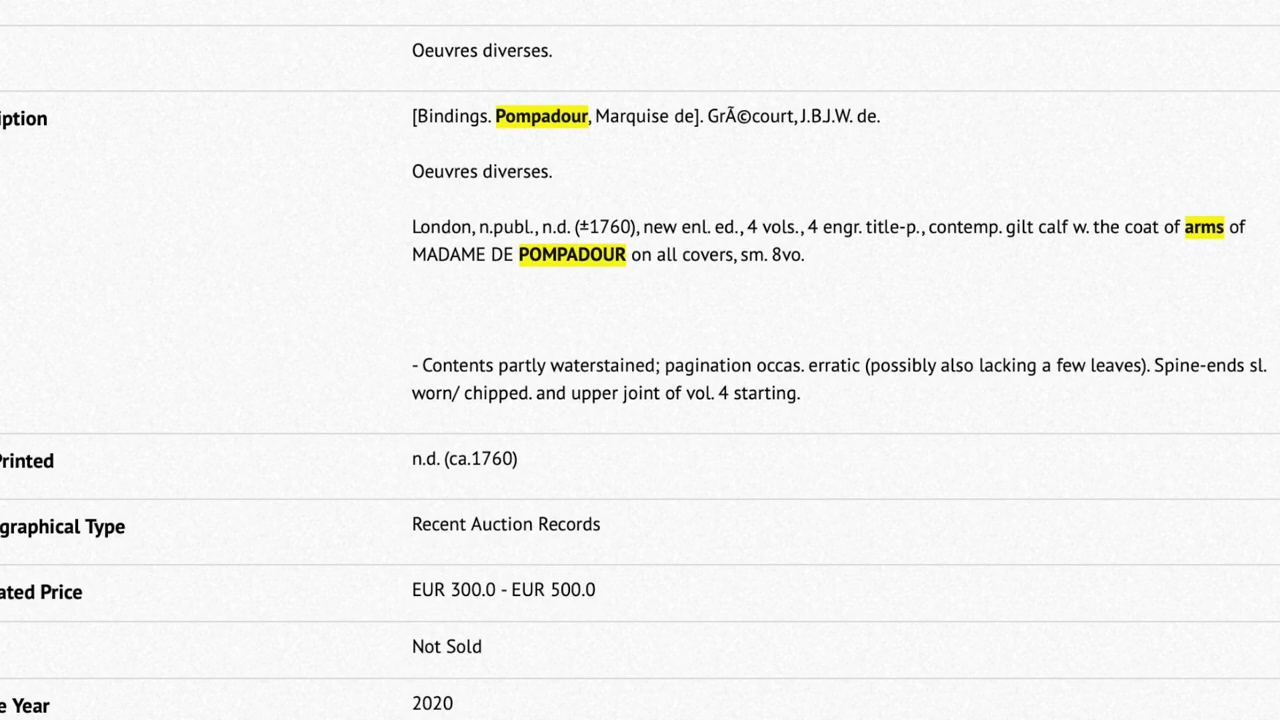 Oeuvres diverses.
iption
[Bindings. Pompadour, Marquise de]. GrÃ©court, J.B.J.W. de.
Oeuvres diverses.
London, n.publ., n.d. (±1760), new enl. ed., 4 vols., 4 engr. title-p., contemp. gilt calf w. the coat of arms of
MADAME DE POMPADOUR on all covers, sm. 8vo.
- Contents partly waterstained; pagination occas. erratic (possibly also lacking a few leaves). Spine-ends sl.
worn/ chipped. and upper joint of vol. 4 starting.
Printed
n.d. (ca.1760)
graphical Type
Recent Auction Records
ated Price
EUR 300.0 - EUR 500.0
Not Sold
e Year
2020